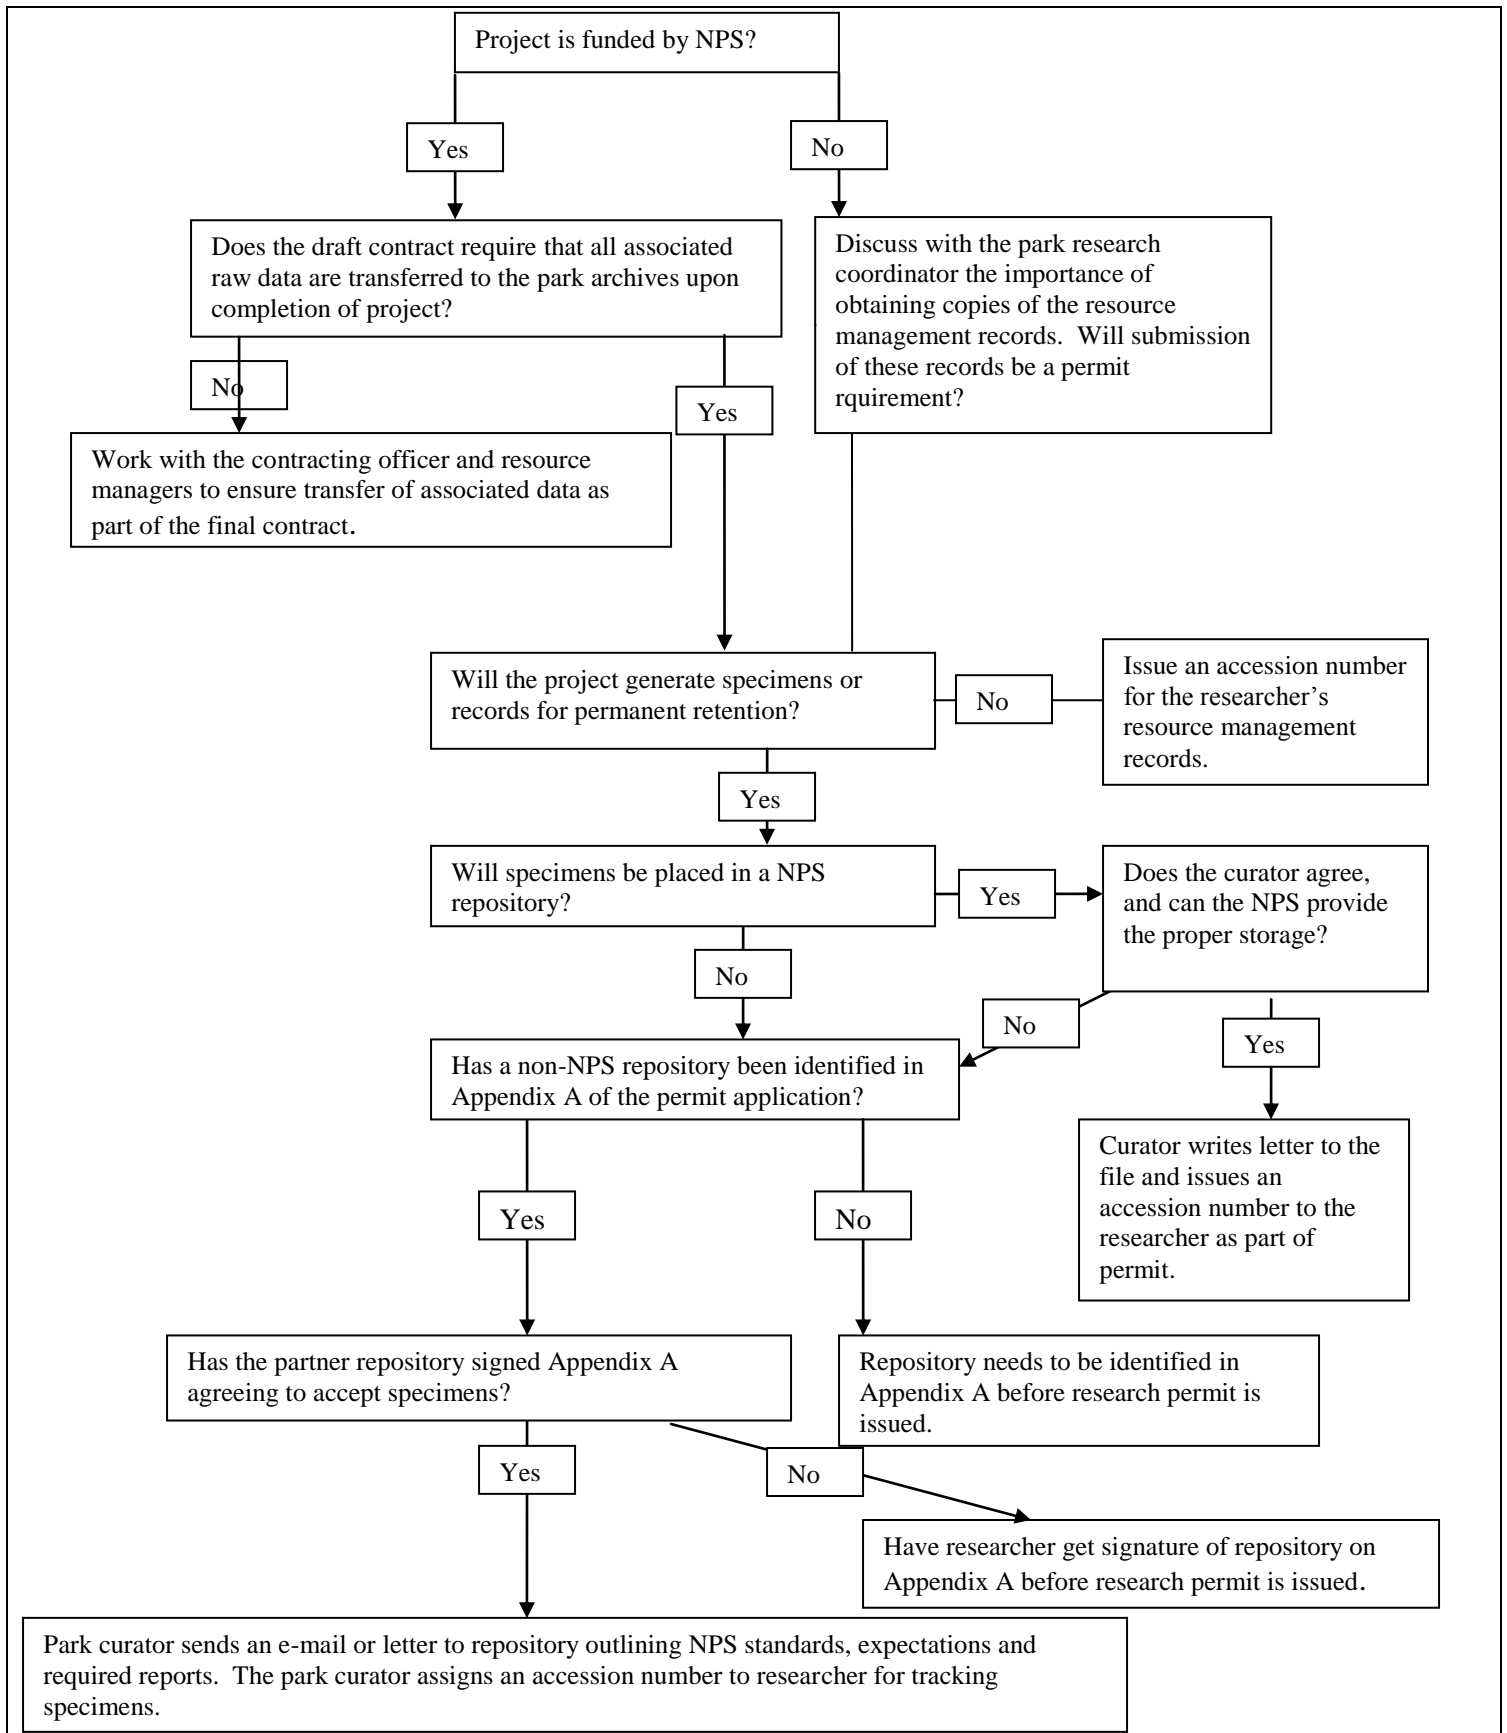 Project is funded by NPS?
Yes
No
Does the draft contract require that all associated
raw data are transferred to the park archives upon
completion of project?
Discuss with the park research
coordinator the importance of
obtaining copies of the resource
management records.  Will submission
of these records be a permit
rquirement?
No
Yes
Work with the contracting officer and resource
managers to ensure transfer of associated data as
part of the final contract.
Will the project generate specimens or
records for permanent retention?
No
Issue an accession number
for the researcher’s
resource management
records.
Yes
Will specimens be placed in a NPS
repository?
Yes
Does the curator agree,
and can the NPS provide
the proper storage?
No
No
Yes
Has a non-NPS repository been identified in
Appendix A of the permit application?
Curator writes letter to the
file and issues an
accession number to the
researcher as part of
permit.
Yes
No
Has the partner repository signed Appendix A
agreeing to accept specimens?
Repository needs to be identified in
Appendix A before research permit is
issued.
Yes
No
Have researcher get signature of repository on
Appendix A before research permit is issued.
Park curator sends an e-mail or letter to repository outlining NPS standards, expectations and
required reports.  The park curator assigns an accession number to researcher for tracking
specimens.